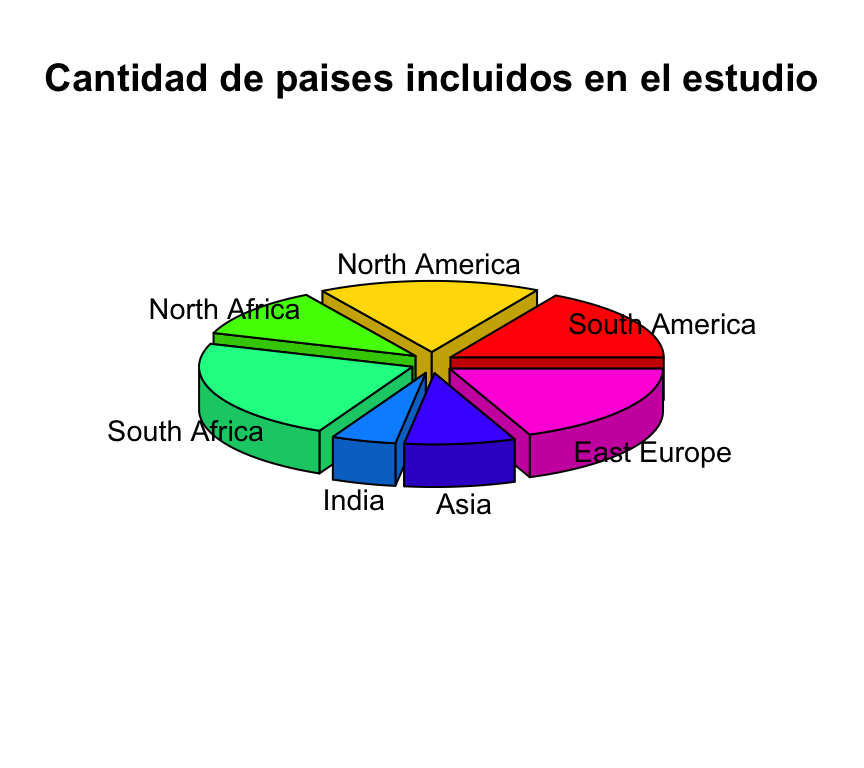 Cantidad de paises incluidos en el estudio
North America
North Africa
South America
South Africa
East Europe
India
Asia